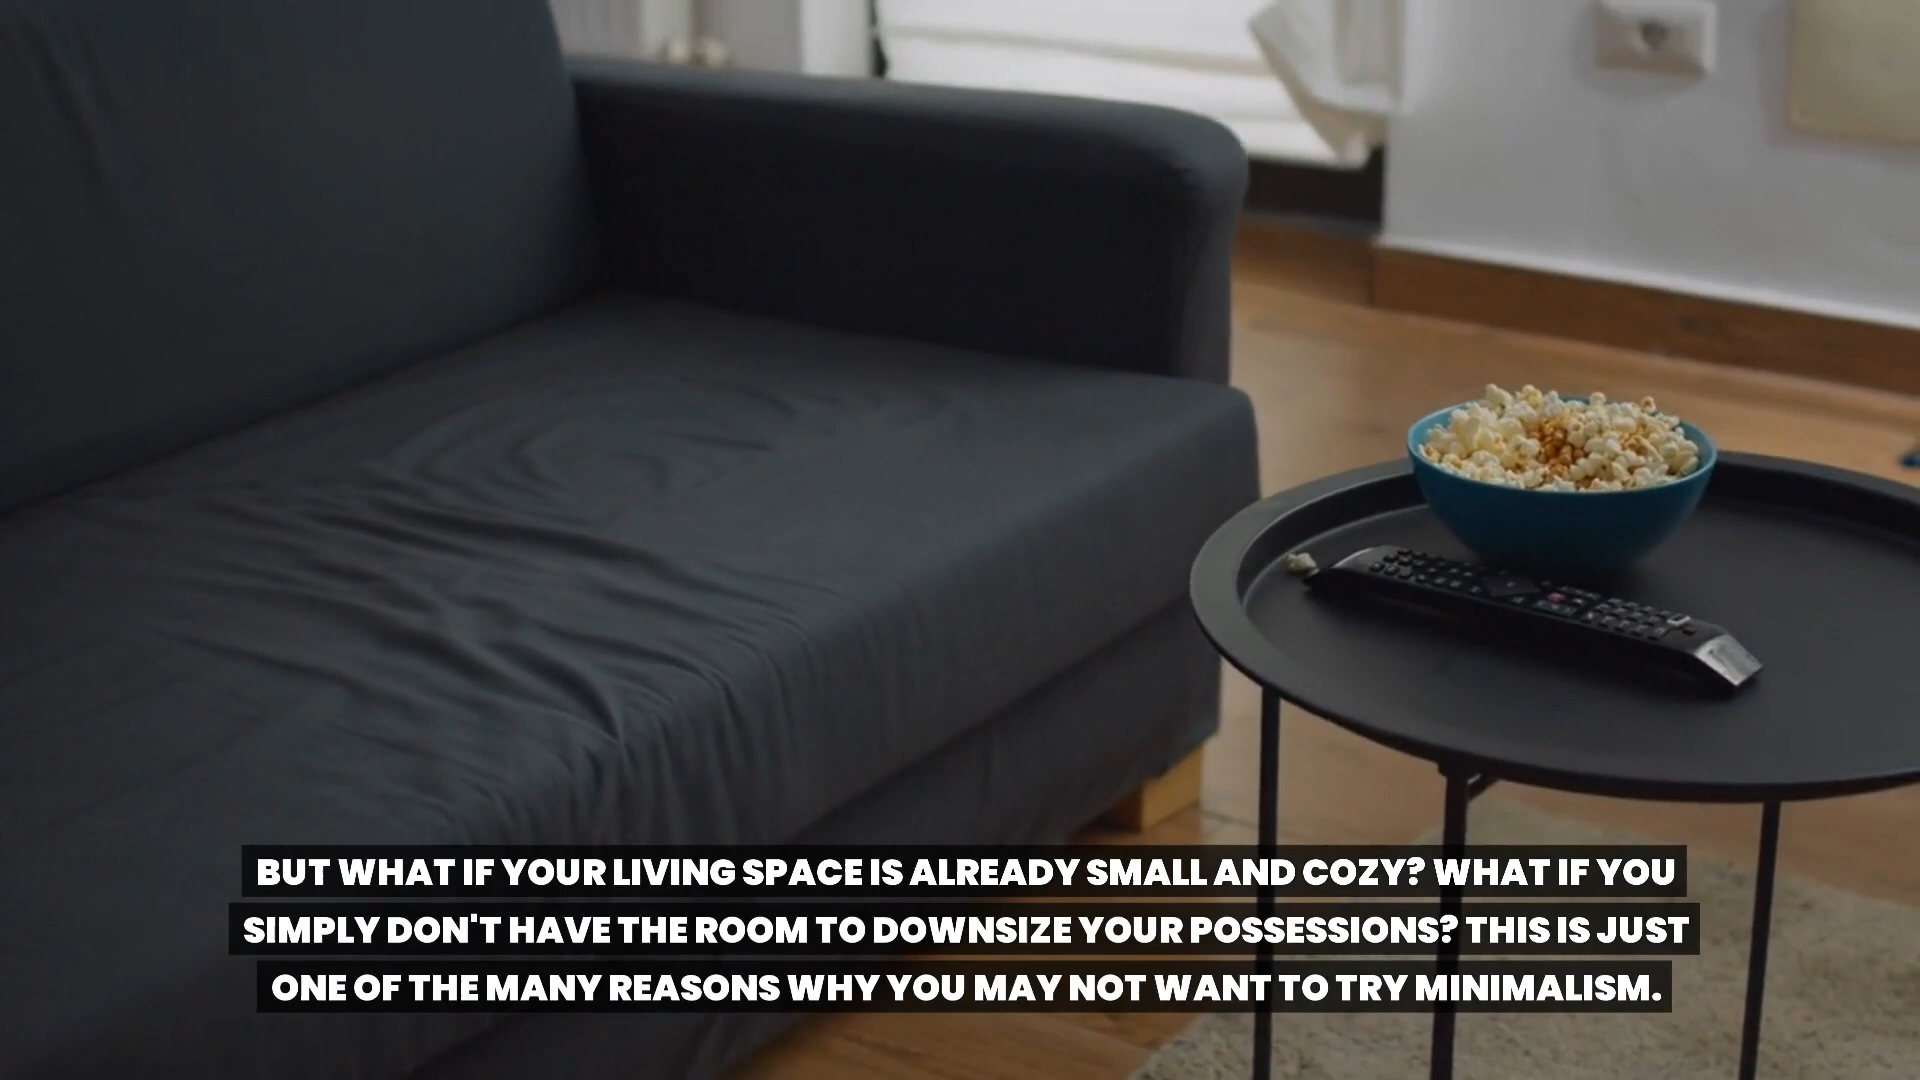 BUT WHAT IF YOUR LIVING SPACE IS ALREADY SMALL AND COZY? WHAT IF YOU
SIMPLY DON'T HAVE THE ROOM TO DOWNSIZE YOUR POSSESSIONS? THIS IS JUST
ONE OF THE MANY REASONS WHY YOU MAY NOT WANT TO TRY MINIMALISM.